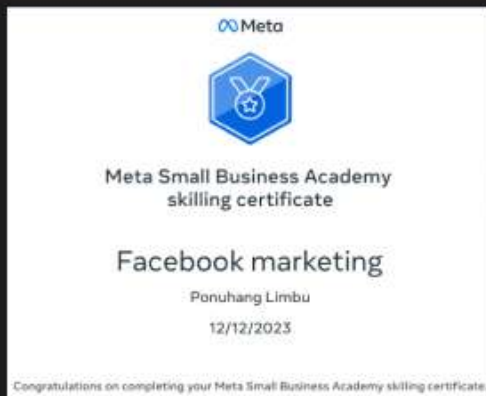 Meta
Meta Small Business Academy
skilling certificate
Facebook marketing
Ponuhang Limbu
12/12/2023
Congratulations on completing your Meta Small Business Academy skilling certificate